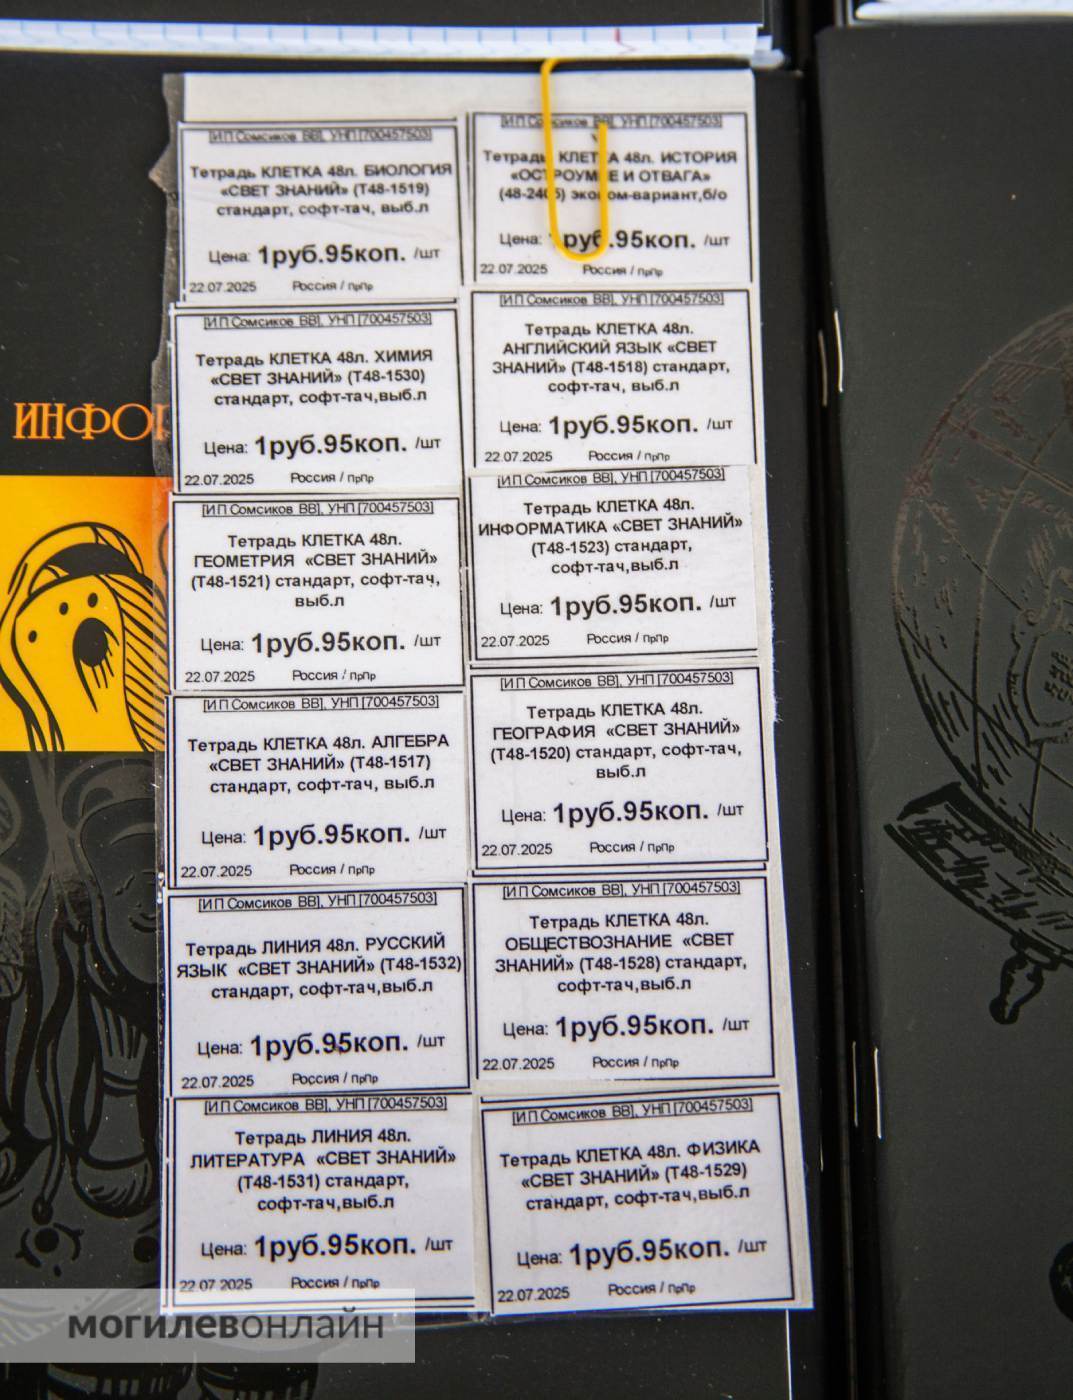 [ИП Сомсиков ВВ], УНП [700457503]
Тетрадь КЛЕТКА 48л. БИОЛОГИЯ
«СВЕТ ЗНАНИЙ» (Т48-1519)
стандарт, софт-тач, выб.л
Цена: 1руб.95коп. /шт
22.07.2025 Россия / прПр
[ИП Сомсиков ВВ], УНП [700457503]
Тетрадь КЛЕТКА 48л. ИСТОРИЯ
И ОТВАГА»
эконом-вариант,б/о
Цена: 1руб.95коп. /шт
22.07.2025 Россия / прПр
[ИП Сомсиков ВВ], УНП [700457503]
Тетрадь КЛЕТКА 48л. ХИМИЯ
«СВЕТ ЗНАНИЙ» (Т48-1530)
стандарт, софт-тач,выб.л
Цена: 1руб.95коп. /шт
22.07.2025 Россия / прПр
[ИП Сомсиков ВВ], УНП [700457503]
Тетрадь КЛЕТКА 48л.
АНГЛИЙСКИЙ ЯЗЫК «СВЕТ
ЗНАНИЙ» (Т48-1518) стандарт,
софт-тач, выб.л
Цена: 1руб.95коп. /шт
22.07.2025 Россия / прПр
[ИП Сомсиков ВВ], УНП [700457503]
Тетрадь КЛЕТКА 48л.
ГЕОМЕТРИЯ «СВЕТ ЗНАНИЙ»
(Т48-1521) стандарт, софт-тач,
выб.л
Цена: 1руб.95коп. /шт
22.07.2025 Россия / прПр
[ИП Сомсиков ВВ], УНП [700457503]
Тетрадь КЛЕТКА 48л.
ИНФОРМАТИКА «СВЕТ ЗНАНИЙ»
(Т48-1523) стандарт,
софт-тач,выб.л
Цена: 1руб.95коп. /шт
22.07.2025 Россия / прПр
[ИП Сомсиков ВВ], УНП [700457503]
Тетрадь КЛЕТКА 48л. АЛГЕБРА
«СВЕТ ЗНАНИЙ» (Т48-1517)
стандарт, софт-тач, выб.л
Цена: 1руб.95коп. /шт
22.07.2025 Россия / прПр
[ИП Сомсиков ВВ], УНП [700457503]
Тетрадь КЛЕТКА 48л.
ГЕОГРАФИЯ «СВЕТ ЗНАНИЙ»
(Т48-1520) стандарт, софт-тач,
выб.л
Цена: 1руб.95коп. /шт
22.07.2025 Россия / прПр
[ИП Сомсиков ВВ], УНП [700457503]
Тетрадь ЛИНИЯ 48л. РУССКИЙ
ЯЗЫК «СВЕТ ЗНАНИЙ» (Т48-1532)
стандарт, софт-тач,выб.л
Цена: 1руб.95коп. /шт
22.07.2025 Россия / прПр
[ИП Сомсиков ВВ], УНП [700457503]
Тетрадь КЛЕТКА 48л.
ОБЩЕСТВОЗНАНИЕ «СВЕТ
ЗНАНИЙ» (Т48-1528) стандарт,
софт-тач,выб.л
Цена: 1руб.95коп. /шт
22.07.2025 Россия / прПр
[ИП Сомсиков ВВ], УНП [700457503]
Тетрадь ЛИНИЯ 48л.
ЛИТЕРАТУРА «СВЕТ ЗНАНИЙ»
(Т48-1531) стандарт,
софт-тач,выб.л
Цена: 1руб.95коп. /шт
22.07.2025 Россия / прПр
[ИП Сомсиков ВВ], УНП [700457503]
Тетрадь КЛЕТКА 48л. ФИЗИКА
«СВЕТ ЗНАНИЙ» (Т48-1529)
стандарт, софт-тач,выб.л
Цена: 1руб.95коп. /шт
22.07.2025 Россия / прПр
ИНФОР
могилевонлайн